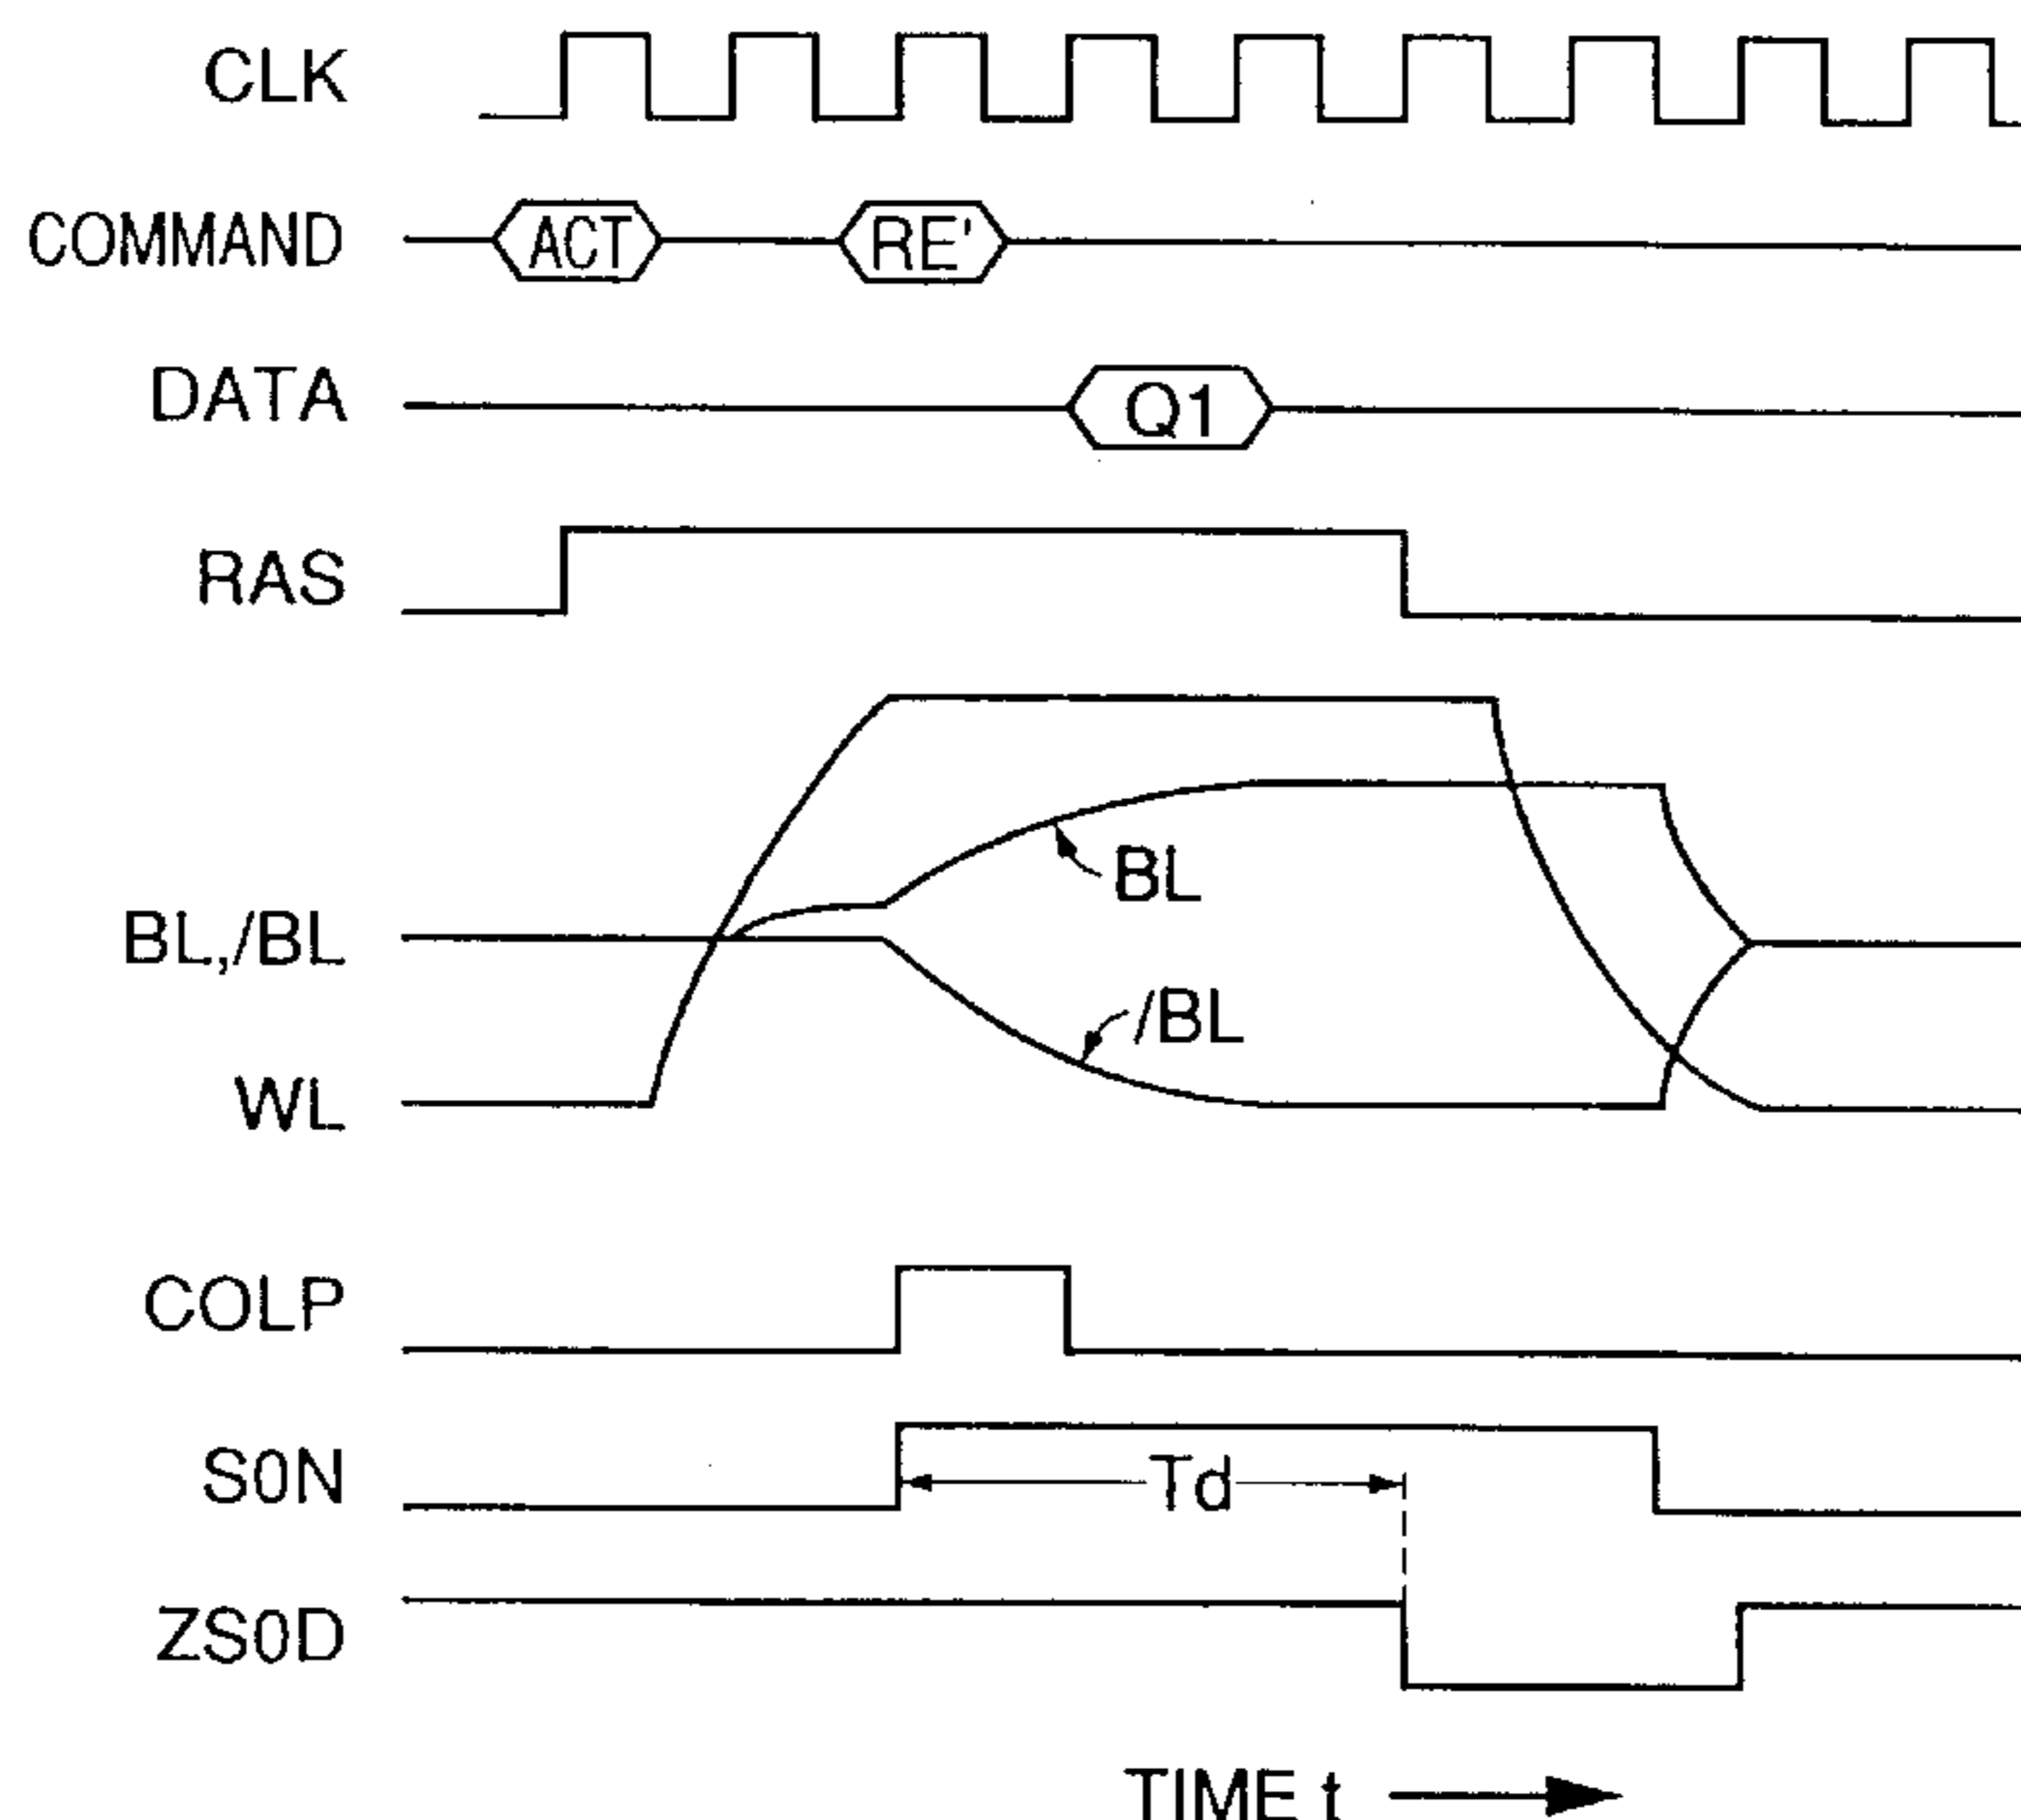 CLK
COMMAND ACT RE'
DATA Q1
RAS
BL
BL,/BL
/BL
WL
COLP
S0N Td
ZS0D
TIME t